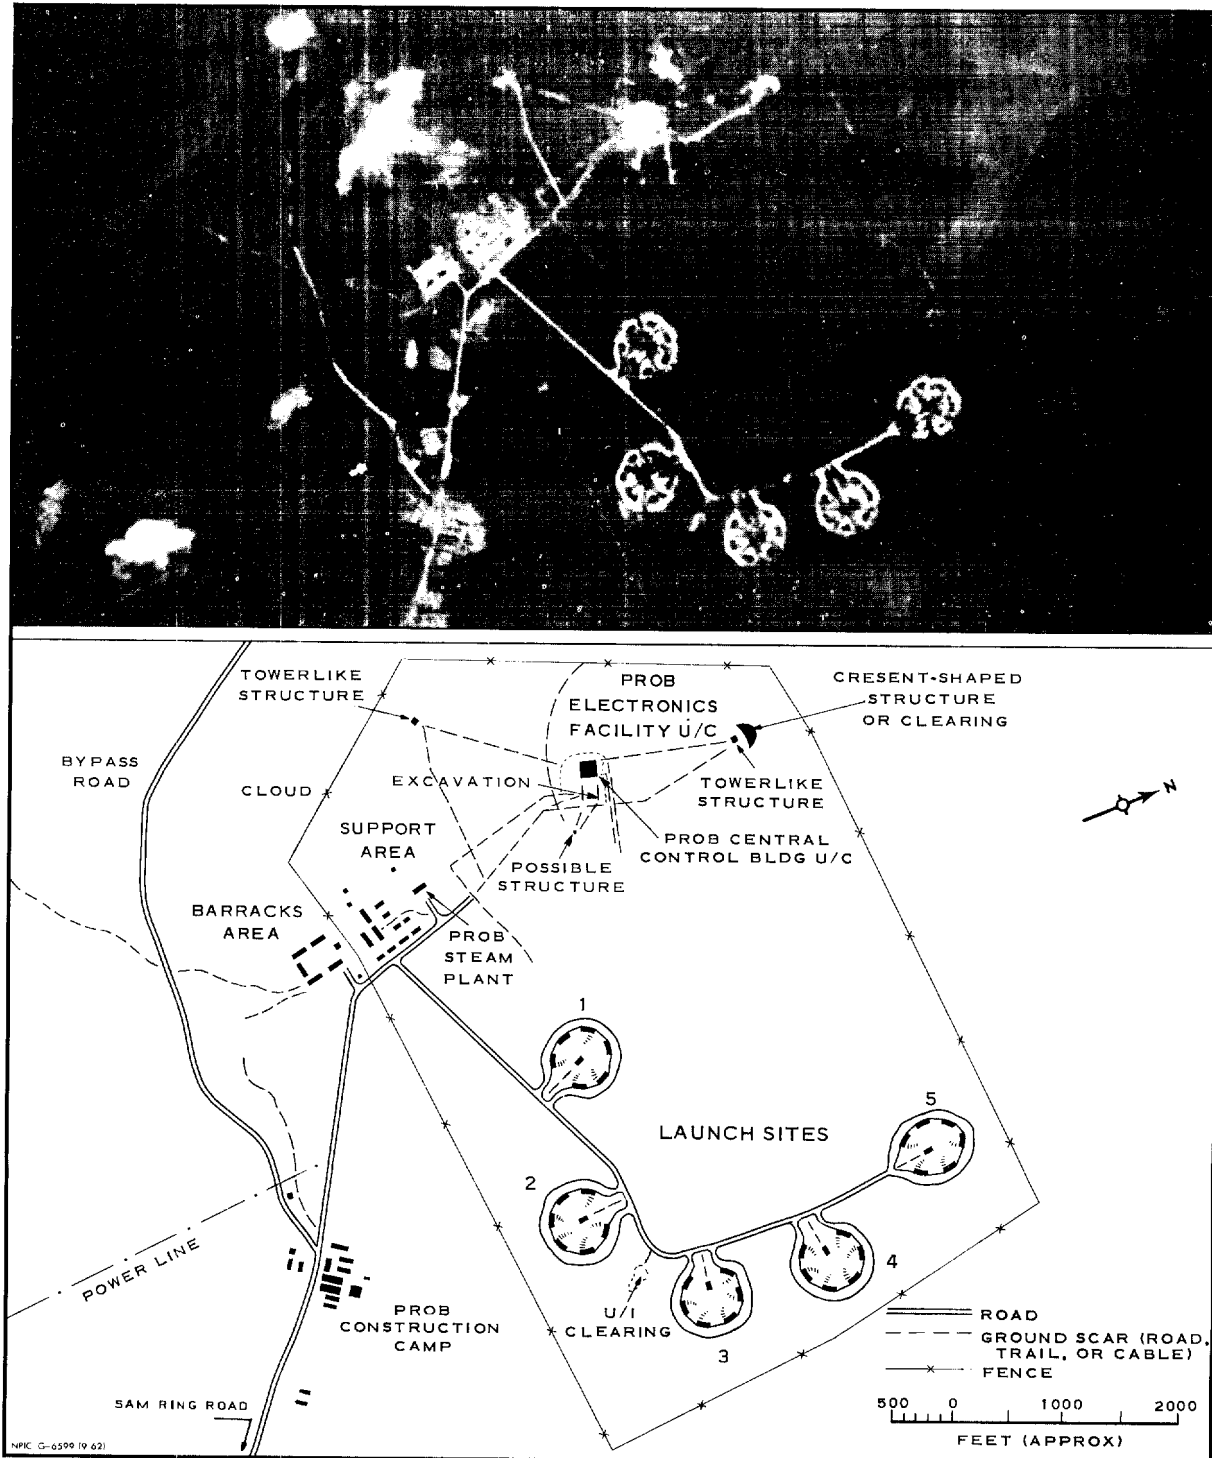 TOWERLIKE
STRUCTURE
PROB
ELECTRONICS
FACILITY U/C
CRESENT-SHAPED
STRUCTURE
OR CLEARING
BYPASS
ROAD
CLOUD
EXCAVATION
TOWERLIKE
STRUCTURE
N
SUPPORT
AREA
POSSIBLE
STRUCTURE
PROB CENTRAL
CONTROL BLDG U/C
BARRACKS
AREA
PROB
STEAM
PLANT
1
LAUNCH SITES
5
2
POWER LINE
4
U/I
CLEARING
3
PROB
CONSTRUCTION
CAMP
ROAD
GROUND SCAR (ROAD,
TRAIL, OR CABLE)
FENCE
SAM RING ROAD
500 0 1000 2000
FEET (APPROX)
NPIC G-6599 (9 62)